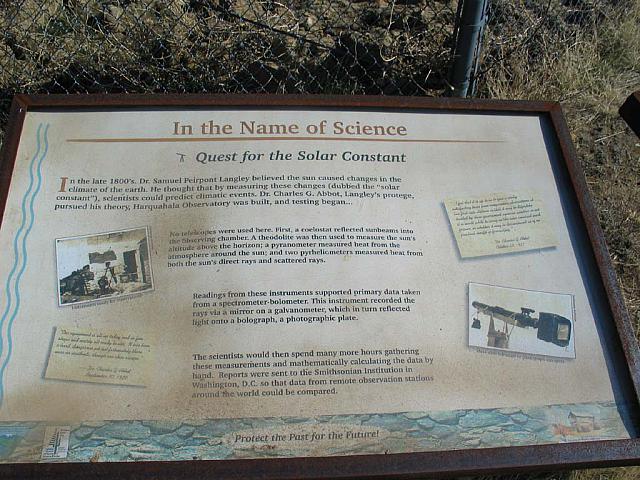 In the Name of Science
Quest for the Solar Constant
In the late 1800's. Dr. Samuel Peirpont Langley believed the sun caused changes in the
climate of the earth. He thought that by measuring these changes (dubbed the "solar
constant"), scientists could predict climatic events. Dr. Charles G. Abbot, Langley's protege,
pursued his theory, Harquahala Observatory was built, and testing began...
No telescopes were used here. First, a coelostat reflected sunbeams into
the observing chamber. A theodolite was then used to measure the sun's
altitude above the horizon; a pyranometer measured heat from the
atmosphere around the sun; and two pyrheliometers measured heat from
both the sun's direct rays and scattered rays.
Readings from these instruments supported primary data taken
from a spectrometer-bolometer. This instrument recorded the
rays via a mirror on a galvanometer, which in turn reflected
light onto a bolograph, a photographic plate.
The scientists would then spend many more hours gathering
these measurements and mathematically calculating the data by
hand. Reports were sent to the Smithsonian Institution in
Washington, D.C. so that data from remote observation stations
around the world could be compared.
Protect the Past for the Future!